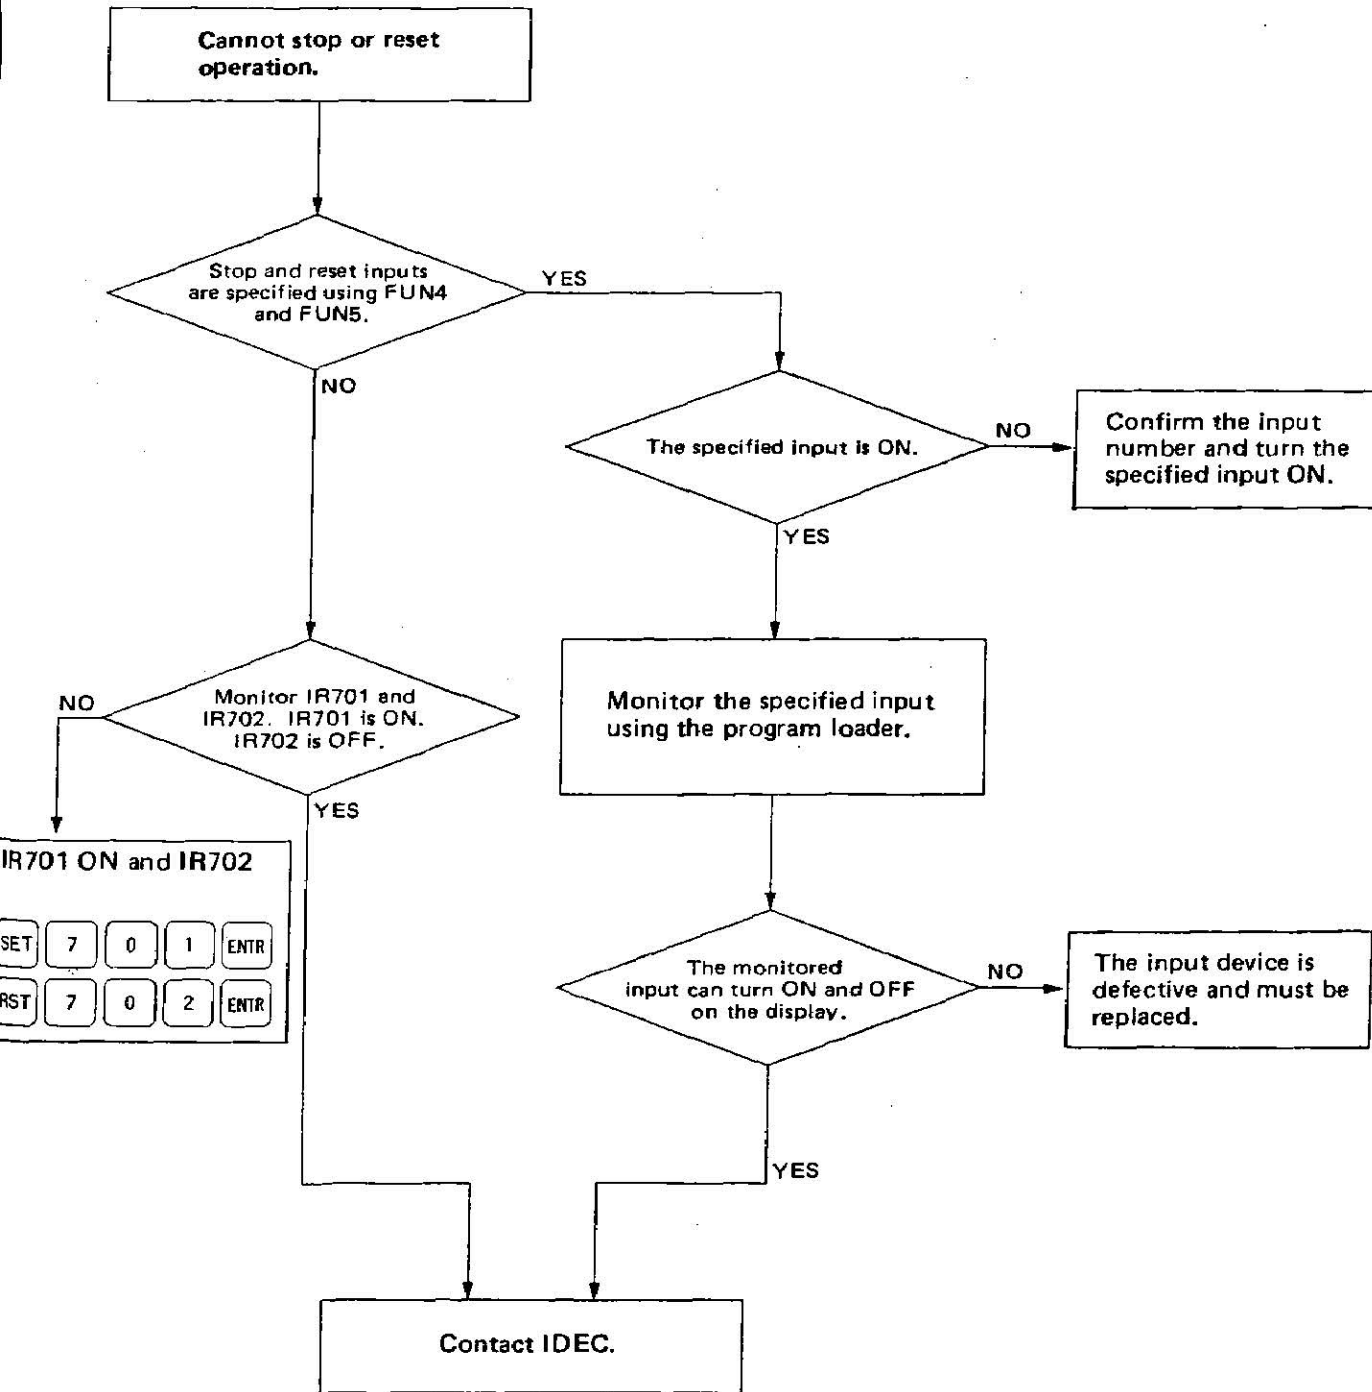 Cannot stop or reset
operation.
Stop and reset inputs
are specified using FUN4
and FUN5.
YES
NO
The specified input is ON.
NO
Confirm the input
number and turn the
specified input ON.
YES
Monitor IR701 and
IR702. IR701 is ON.
IR702 is OFF.
NO
YES
Monitor the specified input
using the program loader.
IR701 ON and IR702
SET 7 0 1 ENTR
RST 7 0 2 ENTR
The monitored
input can turn ON and OFF
on the display.
NO
The input device is
defective and must be
replaced.
YES
Contact IDEC.